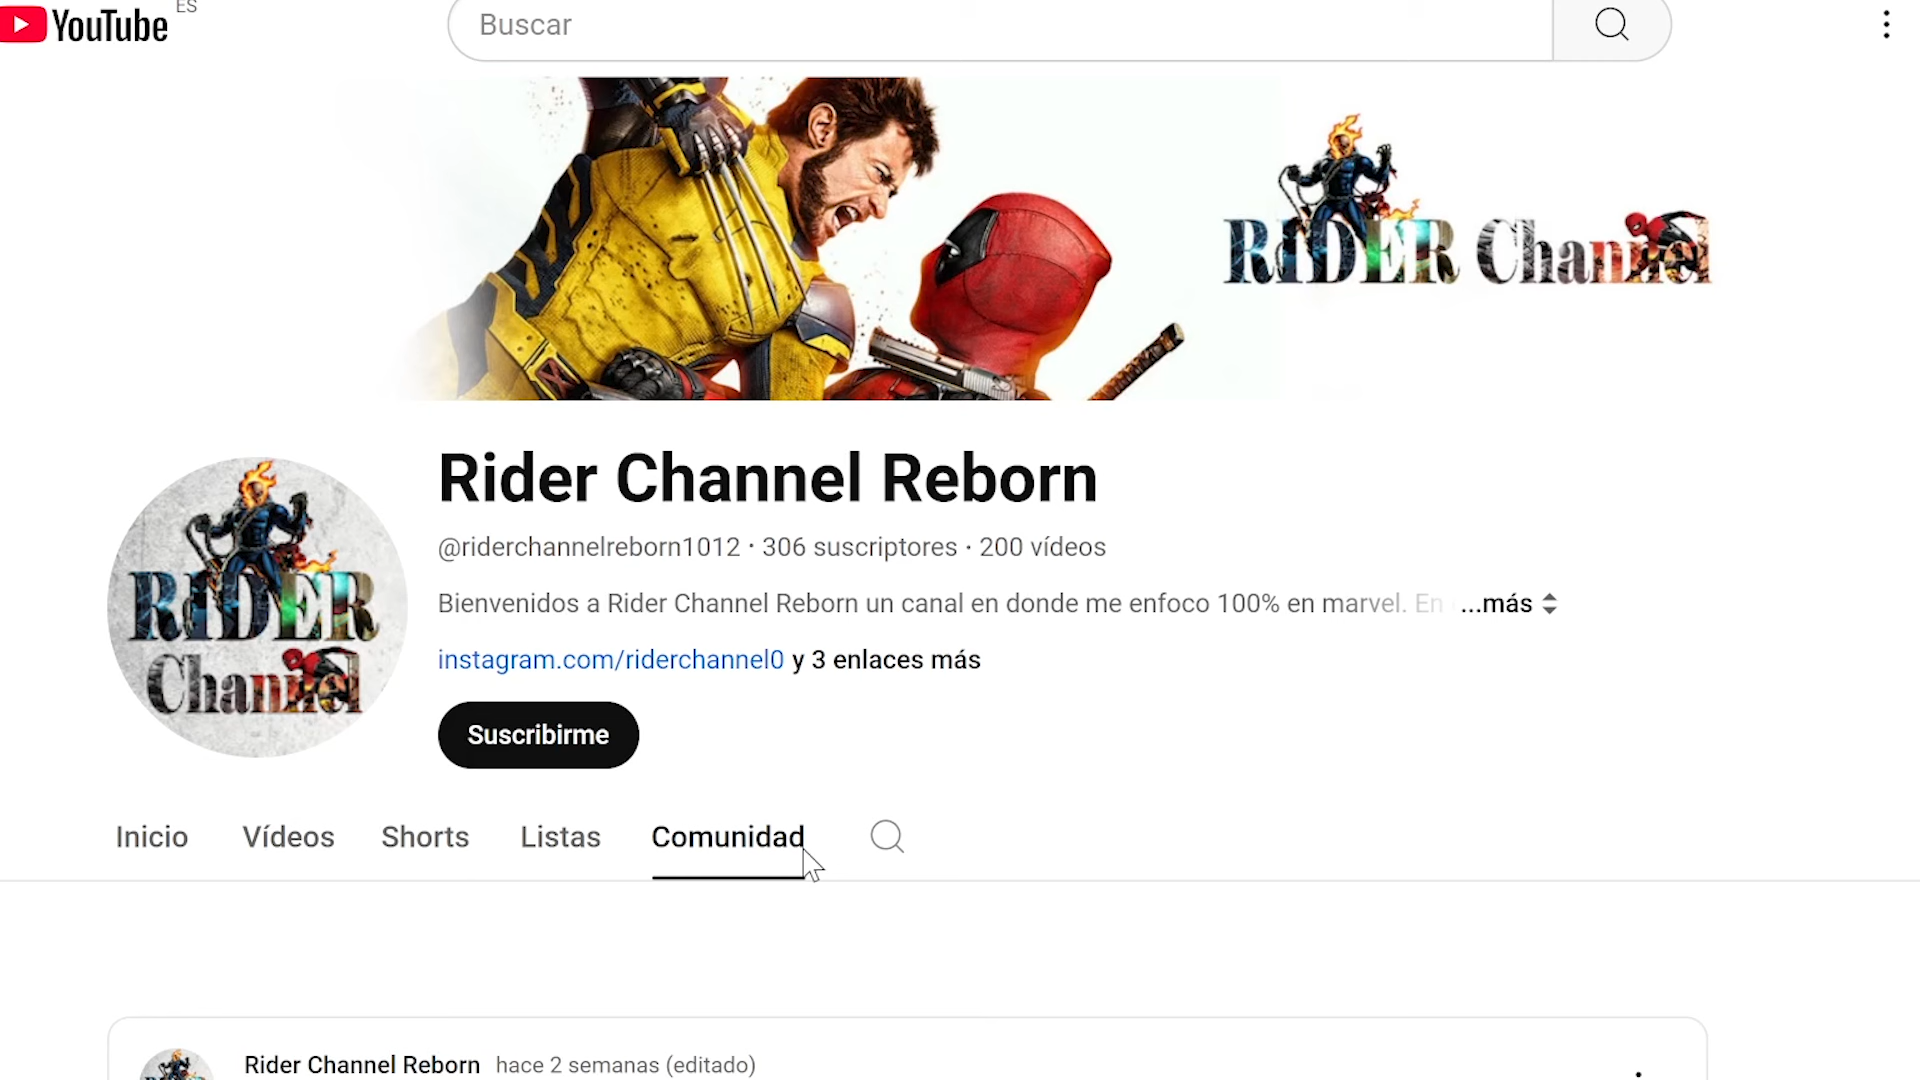 YouTube ES
Buscar
RIDER Channel
Rider Channel Reborn
@riderchannelreborn1012 · 306 suscriptores · 200 vídeos
Bienvenidos a Rider Channel Reborn un canal en donde me enfoco 100% en marvel. En ...más
instagram.com/riderchannel0 y 3 enlaces más
RIDER
Channel
Suscribirme
Inicio Vídeos Shorts Listas Comunidad
Rider Channel Reborn hace 2 semanas (editado)